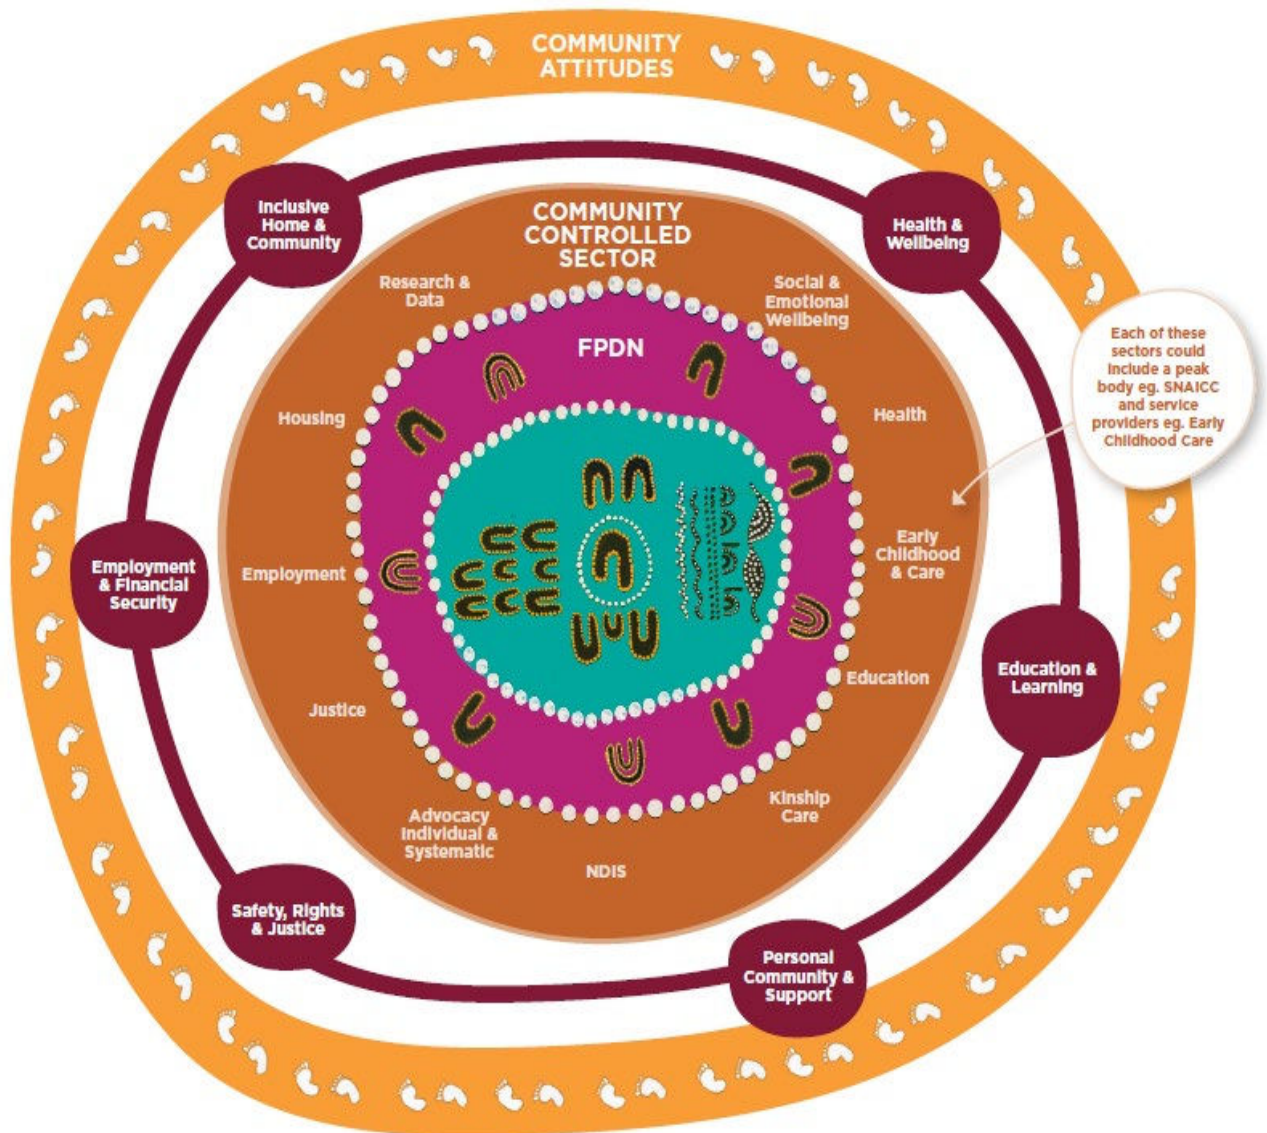 COMMUNITY
ATTITUDES
Inclusive
Home &
Community
Health &
Wellbeing
COMMUNITY
CONTROLLED
SECTOR
Research &
Data
Social &
Emotional
Wellbeing
FPDN
Each of these
sectors could
include a peak
body eg. SNAICC
and service
providers eg. Early
Childhood Care
Housing
Health
Employment
& Financial
Security
Employment
Early
Childhood
& Care
Education
Education &
Learning
Justice
Kinship
Care
Advocacy
Individual &
Systematic
NDIS
Safety, Rights
& Justice
Personal
Community &
Support